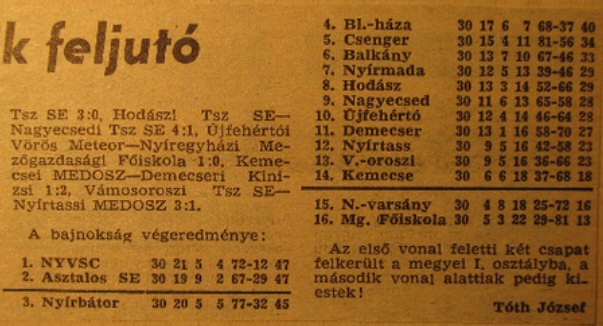 k feljutó
Tsz SE 3:0, Hodászi Tsz SE—
Nagyecsedi Tsz SE 4:1, Újfehértói
Vörös Meteor—Nyíregyházi Me-
zőgazdasági Főiskola 1:0, Keme-
csei MEDOSZ—Demecseri Kini-
zsi 1:2, Vámosoroszi Tsz SE—
Nyírtassi MEDOSZ 3:1.
A bajnokság végeredménye:
1. NYVSC 30 21 5 4 72-12 47
2. Asztalos SE 30 19 9 2 67-29 47
3. Nyírbátor 30 20 5 5 77-32 45
4. Bl.-háza 30 17 6 7 68-37 40
5. Csenger 30 15 4 11 81-56 34
6. Balkány 30 13 7 10 67-46 33
7. Nyírmada 30 12 5 13 39-46 29
8. Hodász 30 13 3 14 52-66 29
9. Nagyecsed 30 11 6 13 65-58 28
10. Újfehértó 30 12 4 14 46-64 28
11. Demecser 30 13 1 16 58-70 27
12. Nyírtass 30 9 5 16 42-58 23
13. V.-oroszi 30 9 5 16 36-66 23
14. Kemecse 30 6 6 18 37-68 18
15. N.-varsány 30 4 8 18 25-72 16
16. Mg. Főiskola 30 5 3 22 29-81 13
Az első vonal feletti két csapat
felkerült a megyei I. osztályba, a
második vonal alattiak pedig ki-
estek!
Tóth József